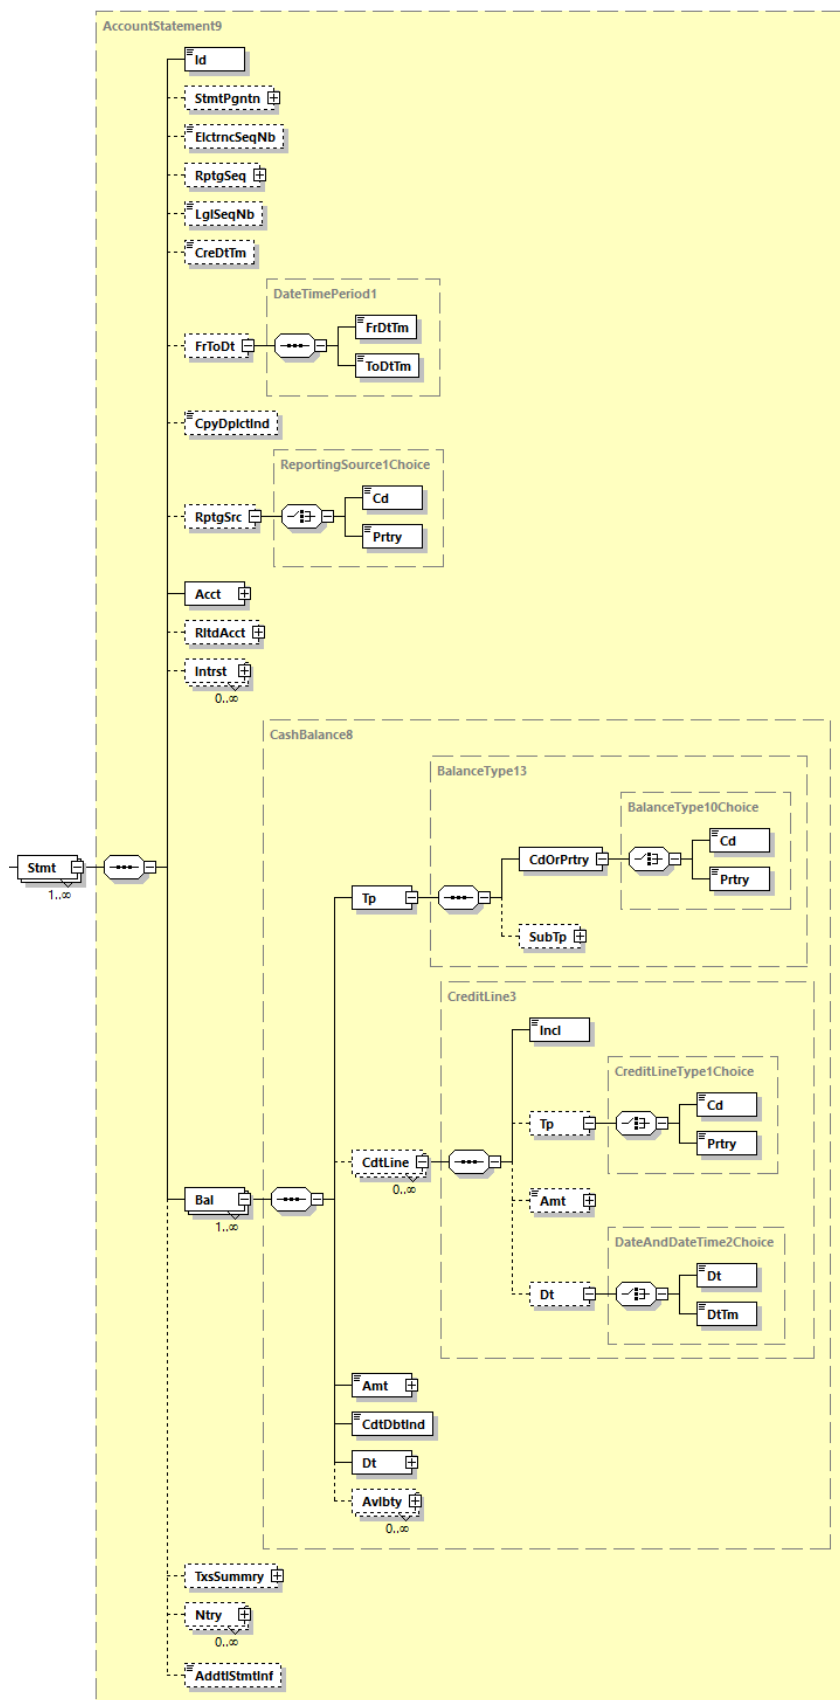 AccountStatement9
Id
StmtPgntn
ElctrncSeqNb
RptgSeq
LglSeqNb
CreDtTm
DateTimePeriod1
FrDtTm
FrToDt
ToDtTm
CpyDplctInd
ReportingSource1Choice
Cd
RptgSrc
Prtry
Acct
RltdAcct
Intrst
0..∞
CashBalance8
BalanceType13
BalanceType10Choice
Cd
CdOrPrtry
Prtry
Stmt
1..∞
Tp
SubTp
CreditLine3
Incl
CreditLineType1Choice
Cd
Tp
Prtry
CdtLine
0..∞
Bal
1..∞
Amt
DateAndDateTime2Choice
Dt
Dt
DtTm
Amt
CdtDbtInd
Dt
Avlbty
0..∞
TxsSummry
Ntry
0..∞
AddtlStmtInf